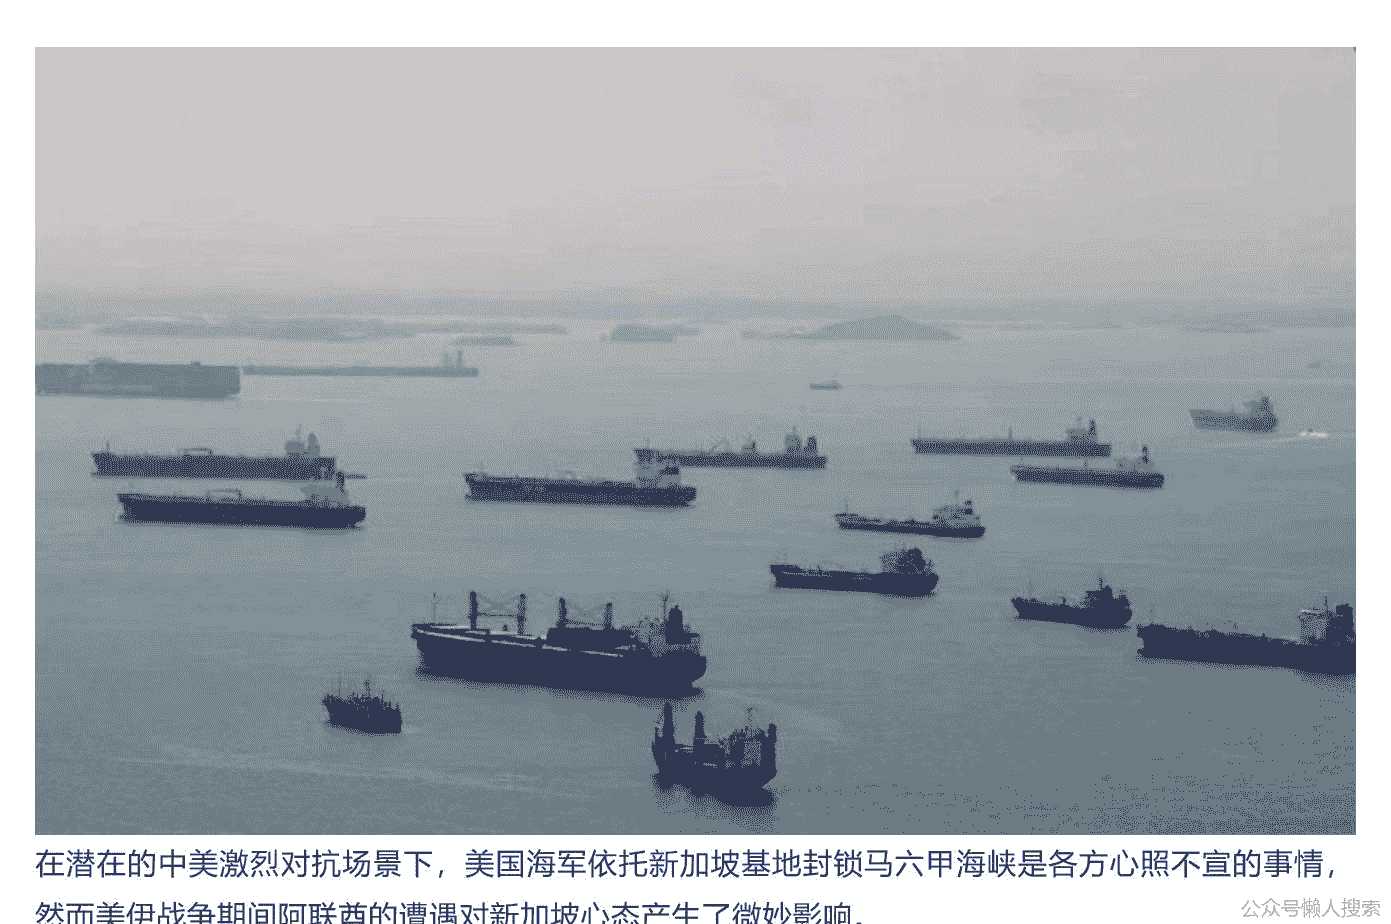 在潜在的中美激烈对抗场景下，美国海军依托新加坡基地封锁马六甲海峡是各方心照不宣的事情，
然而美伊战争期间阿联酋的遭遇对新加坡心态产生了微妙影响。
公众号懒人搜索